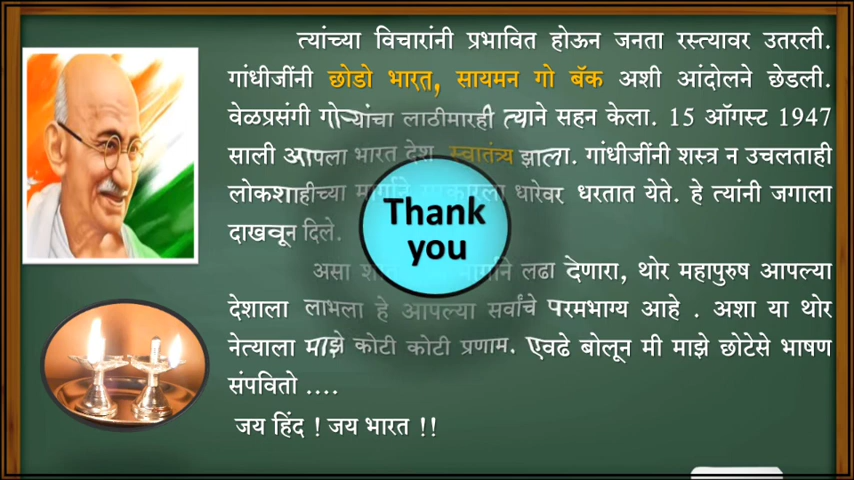 त्यांच्या विचारांनी प्रभावित होऊन जनता रस्त्यावर उतरली.
गांधीजींनी छोडो भारत, सायमन गो बॅक अशी आंदोलने छेडली.
वेळप्रसंगी गोऱ्यांचा लाठीमारही त्याने सहन केला. 15 ऑगस्ट 1947
साली आपला भारत देश स्वातंत्र्य झाला. गांधीजींनी शस्त्र न उचलताही
लोकशाहीच्या मार्गाने सरकारला धारेवर धरतात येते. हे त्यांनी जगाला
दाखवून दिले.
Thank
you
असा मार्गाने लढा देणारा, थोर महापुरुष आपल्या
देशाला लाभला हे आपल्या सर्वांचे परमभाग्य आहे . अशा या थोर
नेत्याला माझे कोटी कोटी प्रणाम. एवढे बोलून मी माझे छोटेसे भाषण
संपवितो ....
जय हिंद ! जय भारत !!